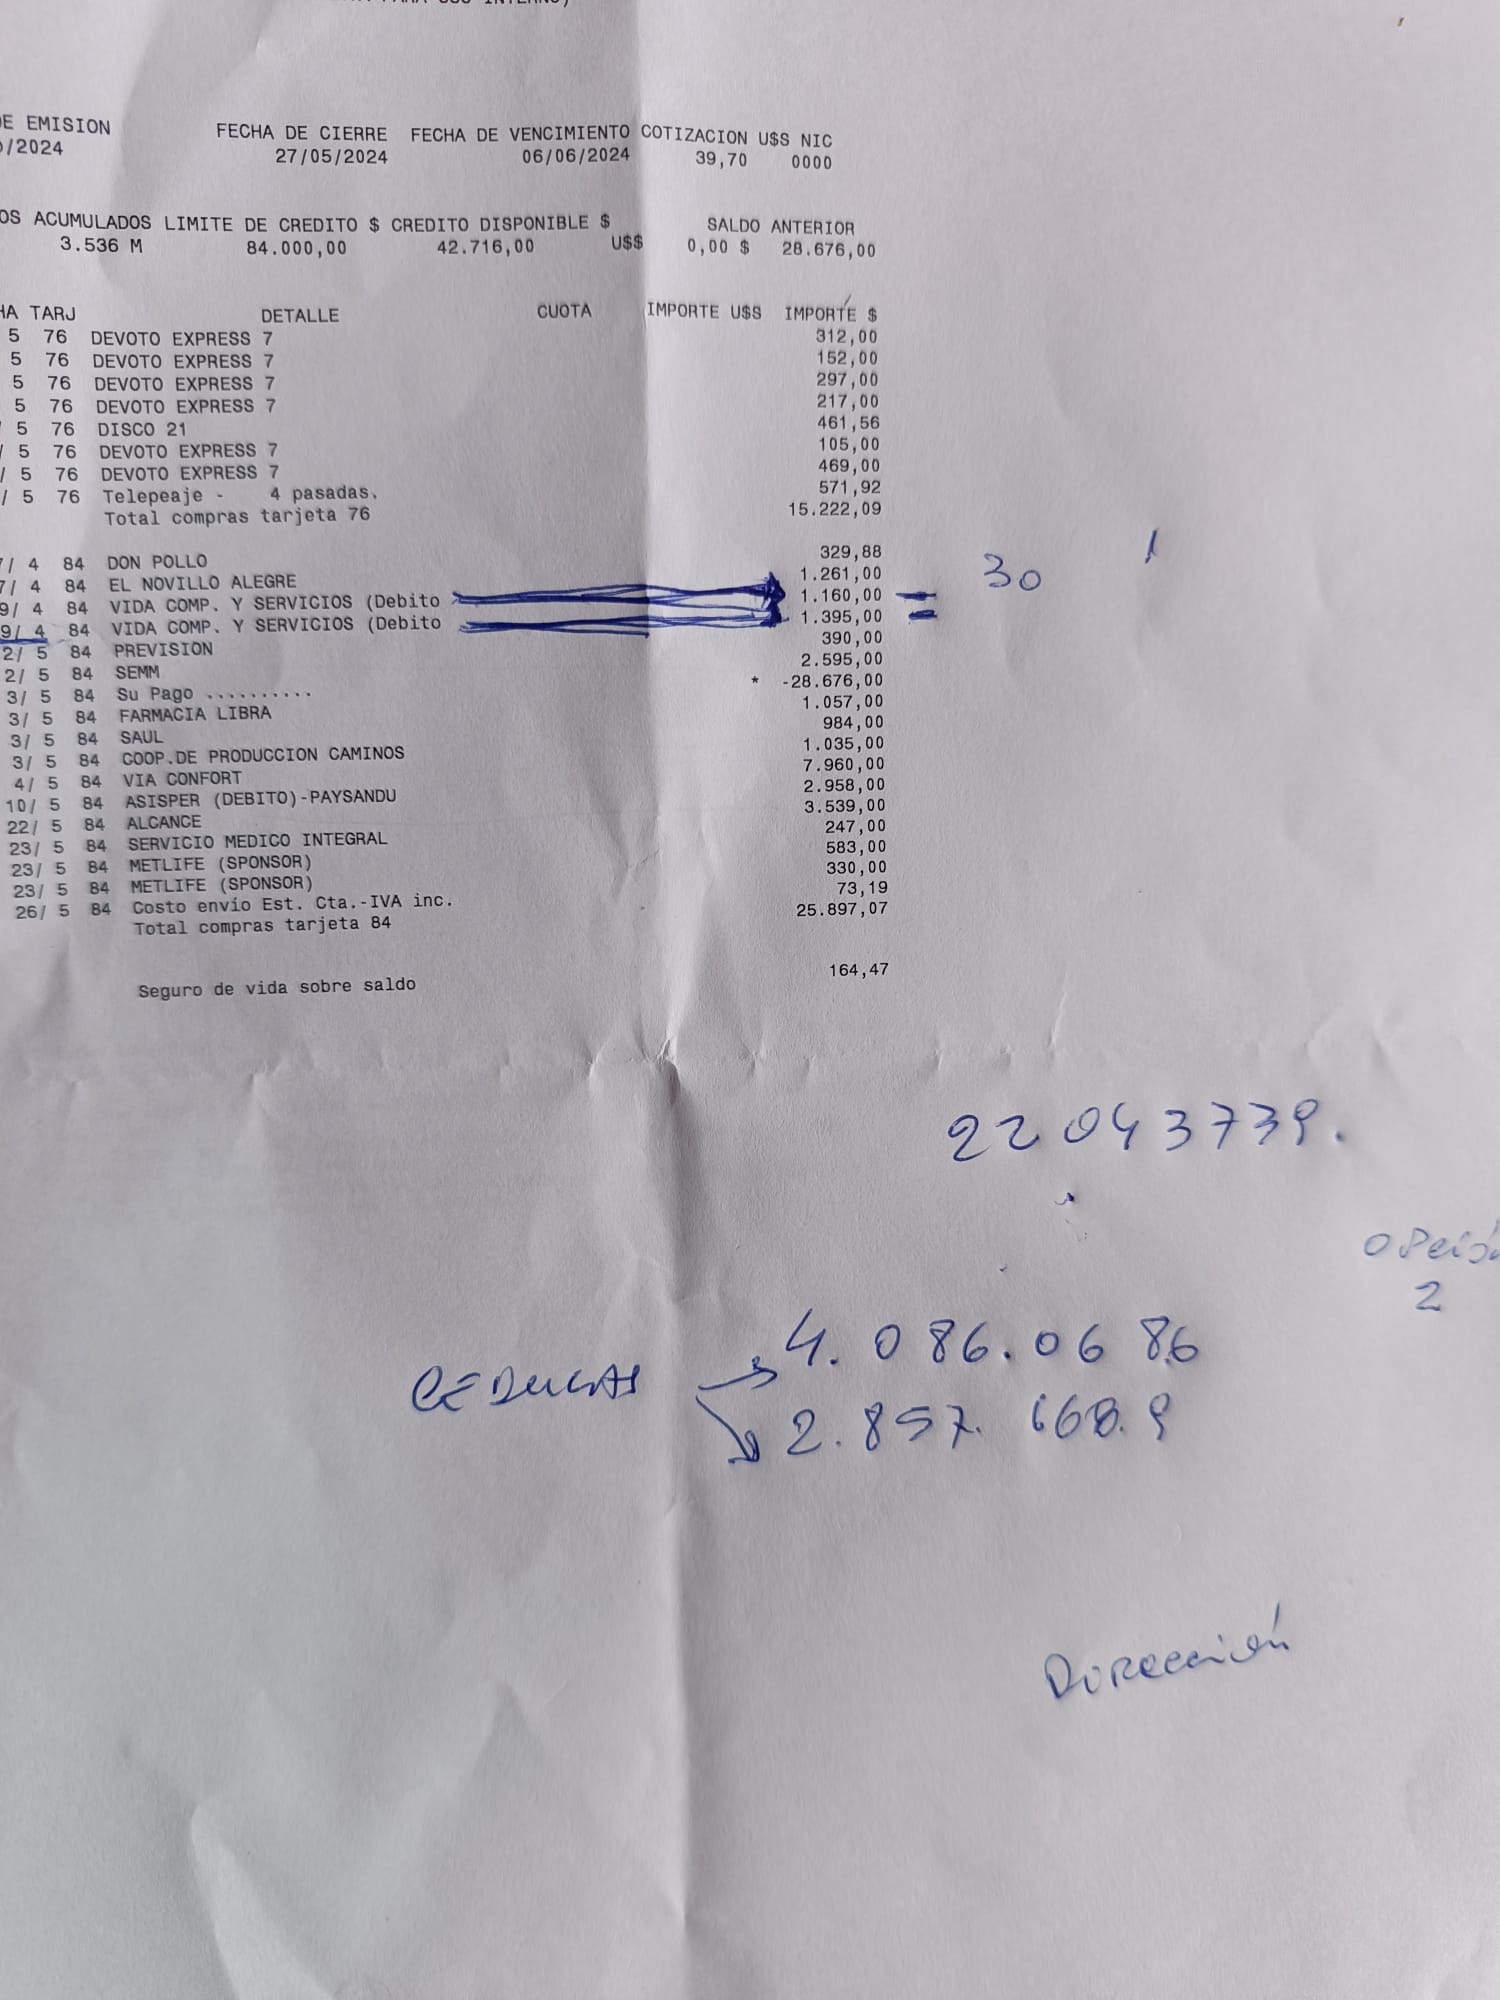 DE EMISION FECHA DE CIERRE FECHA DE VENCIMIENTO COTIZACION U$S NIC
/2024 27/05/2024 06/06/2024 39,70 0000
OS ACUMULADOS LIMITE DE CREDITO $ CREDITO DISPONIBLE $ SALDO ANTERIOR
3.536 M 84.000,00 42.716,00 U$S 0,00 $ 28.676,00
HA TARJ DETALLE CUOTA IMPORTE U$S IMPORTE $
5 76 DEVOTO EXPRESS 7 312,00
5 76 DEVOTO EXPRESS 7 152,00
5 76 DEVOTO EXPRESS 7 297,00
5 76 DEVOTO EXPRESS 7 217,00
5 76 DISCO 21 461,56
/ 5 76 DEVOTO EXPRESS 7 105,00
/ 5 76 DEVOTO EXPRESS 7 469,00
/ 5 76 Telepeaje - 4 pasadas. 571,92
Total compras tarjeta 76 15.222,09
7/ 4 84 DON POLLO 329,88
7/ 4 84 EL NOVILLO ALEGRE 1.261,00
9/ 4 84 VIDA COMP. Y SERVICIOS (Debito 1.160,00 30
9/ 4 84 VIDA COMP. Y SERVICIOS (Debito 1.395,00
2/ 5 84 PREVISION 390,00
2/ 5 84 SEMM 2.595,00
3/ 5 84 Su Pago .......... * -28.676,00
3/ 5 84 FARMACIA LIBRA 1.057,00
3/ 5 84 SAUL 984,00
3/ 5 84 COOP.DE PRODUCCION CAMINOS 1.035,00
4/ 5 84 VIA CONFORT 7.960,00
10/ 5 84 ASISPER (DEBITO)-PAYSANDU 2.958,00
22/ 5 84 ALCANCE 3.539,00
23/ 5 84 SERVICIO MEDICO INTEGRAL 247,00
23/ 5 84 METLIFE (SPONSOR) 583,00
23/ 5 84 METLIFE (SPONSOR) 330,00
26/ 5 84 Costo envío Est. Cta.-IVA inc. 73,19
Total compras tarjeta 84 25.897,07
Seguro de vida sobre saldo 164,47
22043739.
opción
2
4.086.068.6
CEDULAS
2.857.668.9
Dirección